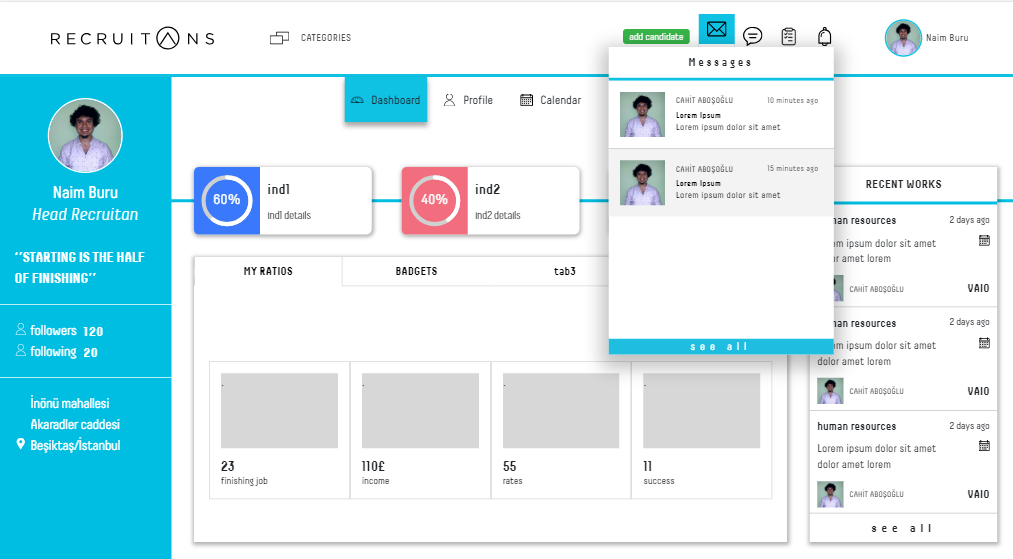 RECRUITANS
CATEGORIES
add candidate
Naim Buru
Messages
CAHİT ABOŞOĞLU
10 minutes ago
Lorem Ipsum
Lorem ipsum dolor sit amet
CAHİT ABOŞOĞLU
15 minutes ago
Lorem Ipsum
Lorem ipsum dolor sit amet
see all
Dashboard
Profile
Calendar
Naim Buru
Head Recruitan
‘‘STARTING IS THE HALF
OF FINISHING’’
followers 120
following 20
İnönü mahallesi
Akaradler caddesi
Beşiktaş/İstanbul
60%
ind1
ind1 details
40%
ind2
ind2 details
MY RATIOS
BADGETS
tab3
23
finishing job
110£
income
55
rates
11
success
RECENT WORKS
resources
2 days ago
ipsum dolor sit amet
amet lorem
CAHİT ABOŞOĞLU
VAIO
resources
2 days ago
ipsum dolor sit amet
dolor amet lorem
CAHİT ABOŞOĞLU
VAIO
human resources
2 days ago
Lorem ipsum dolor sit amet
dolor amet lorem
CAHİT ABOŞOĞLU
VAIO
see all